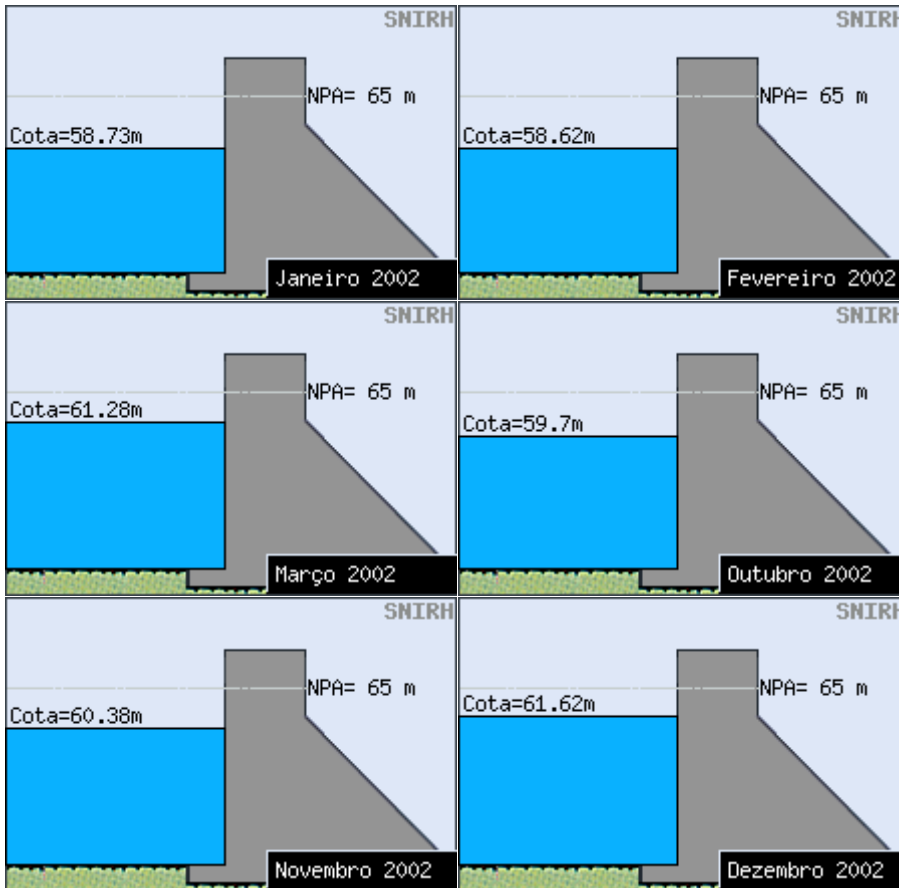 SNIRH
NPA= 65 m
Cota=58.73m
Janeiro 2002
SNIRH
NPA= 65 m
Cota=58.62m
Fevereiro 2002
SNIRH
NPA= 65 m
Cota=61.28m
Março 2002
SNIRH
NPA= 65 m
Cota=59.7m
Outubro 2002
SNIRH
NPA= 65 m
Cota=60.38m
Novembro 2002
SNIRH
NPA= 65 m
Cota=61.62m
Dezembro 2002